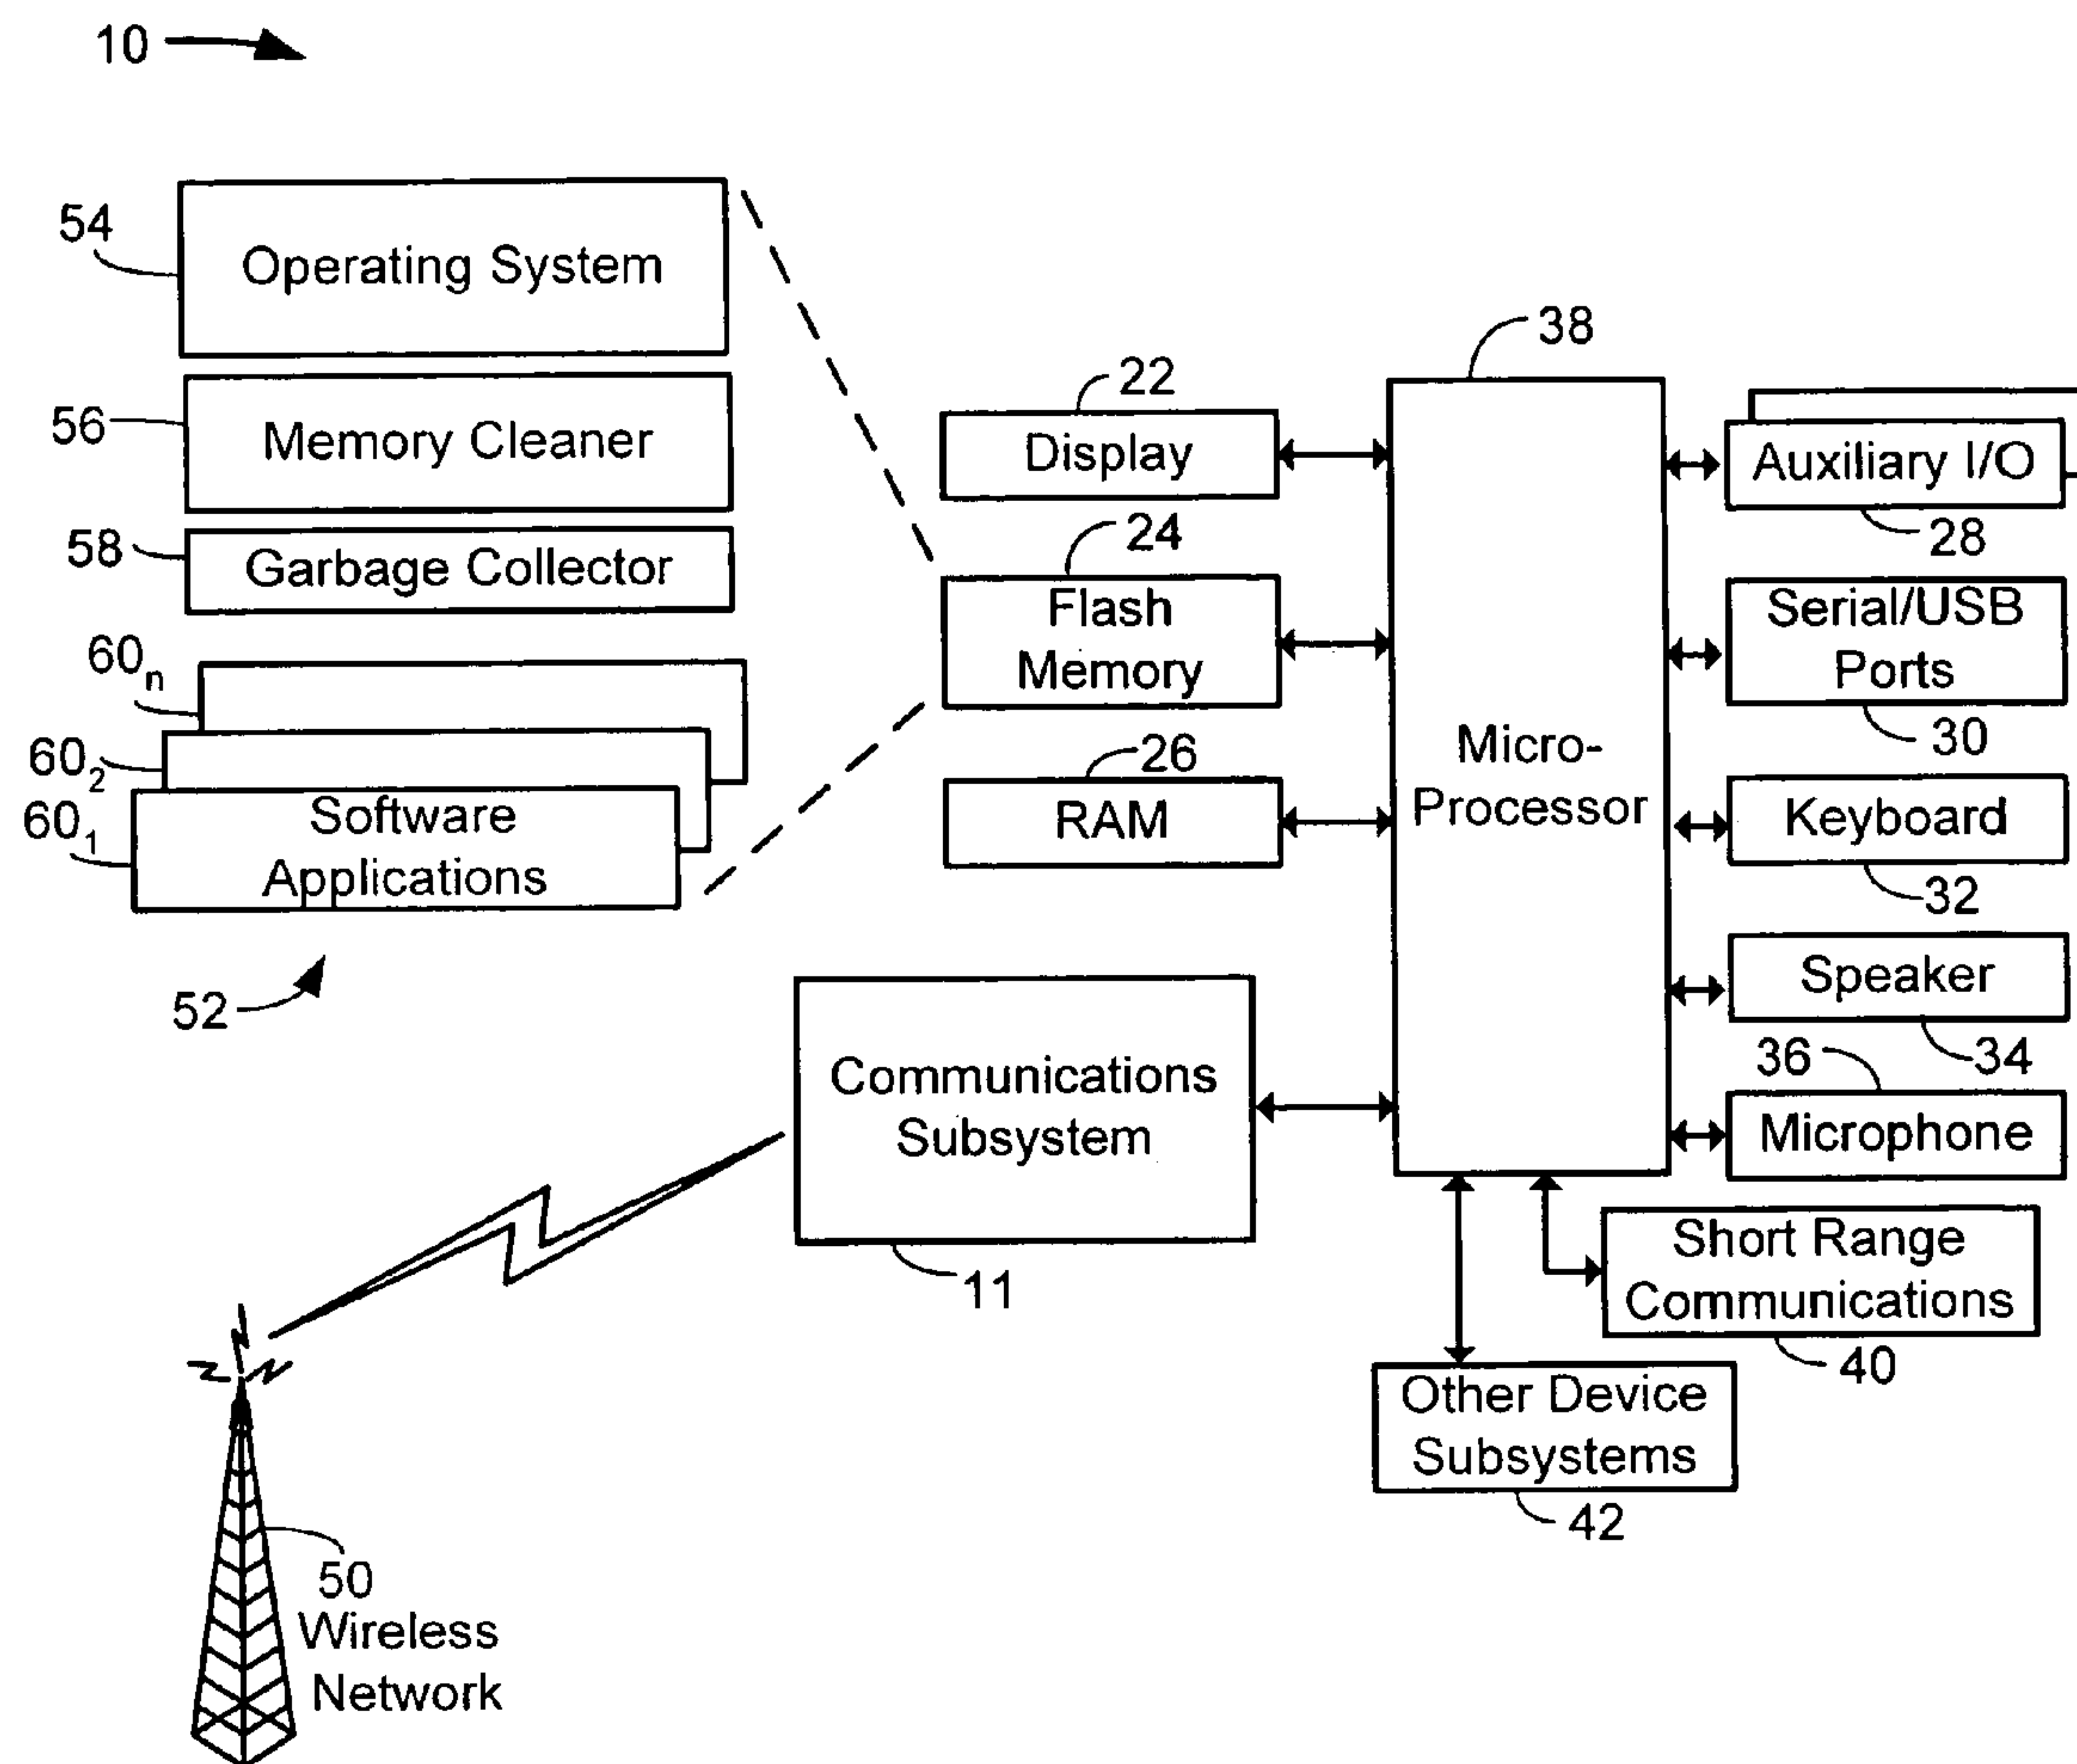 10
54
Operating System
56
Memory Cleaner
58
Garbage Collector
60n
602
601
Software
Applications
52
22
Display
24
Flash
Memory
26
RAM
38
Micro-
Processor
Auxiliary I/O
28
Serial/USB
Ports
30
Keyboard
32
Speaker
34
36
Microphone
Communications
Subsystem
11
Short Range
Communications
40
Other Device
Subsystems
42
50
Wireless
Network